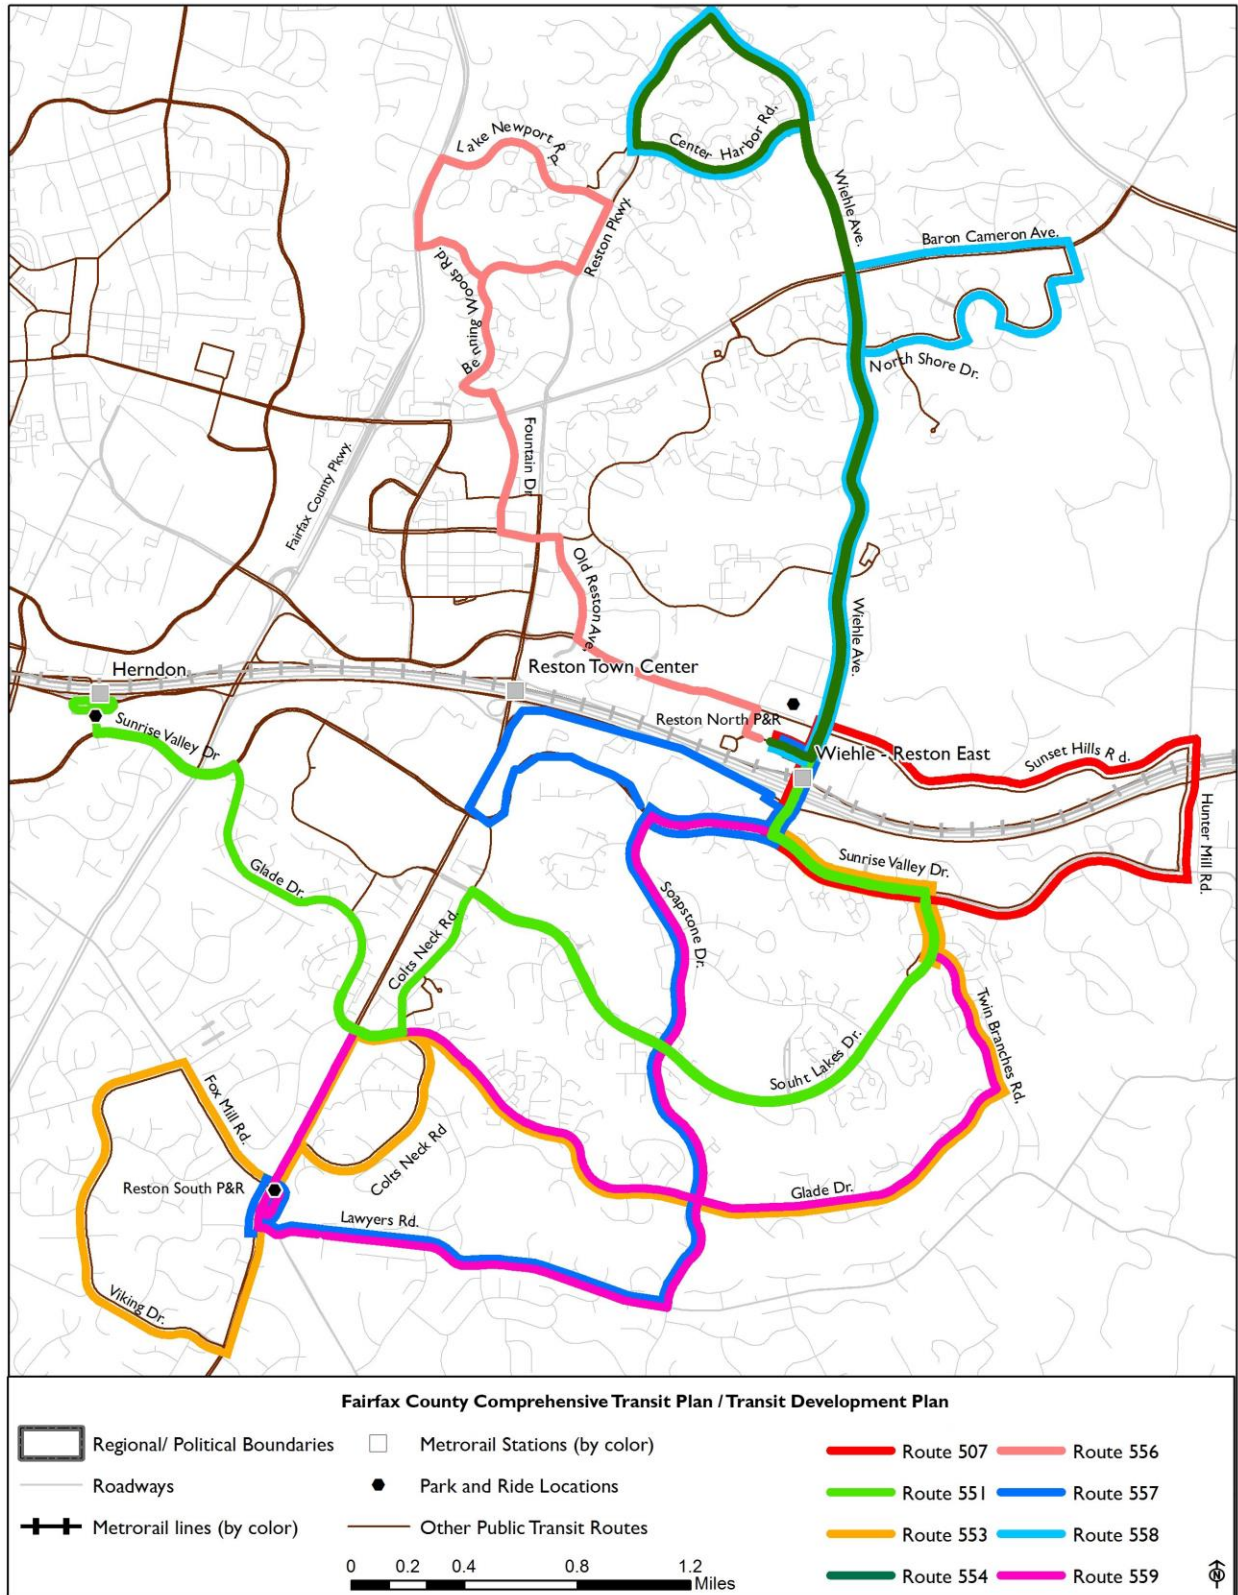 Lake Newport Rd.
Center Harbor Rd.
Reston Pkwy.
Wiehle Ave.
Baron Cameron Ave.
Bennning Woods Rd.
North Shore Dr.
Fountain Dr
Fairfax County Pkwy.
Old Reston Ave.
Wiehle Ave.
Herndon
Reston Town Center
Reston North P&R
Sunrise Valley Dr
Wiehle - Reston East
Sunset Hills Rd.
Hunter Mill Rd.
Sunrise Valley Dr.
Glade Dr.
Soapstone Dr.
Colts Neck Rd.
Twin Branches Rd.
Souht Lakes Dr.
Fox Mill Rd.
Colts Neck Rd
Reston South P&R
Glade Dr.
Lawyers Rd.
Viking Dr.
Fairfax County Comprehensive Transit Plan / Transit Development Plan
Regional/ Political Boundaries
Roadways
Metrorail lines (by color)
Metrorail Stations (by color)
Park and Ride Locations
Other Public Transit Routes
0 0.2 0.4 0.8 1.2
Miles
Route 507
Route 551
Route 553
Route 554
Route 556
Route 557
Route 558
Route 559
N